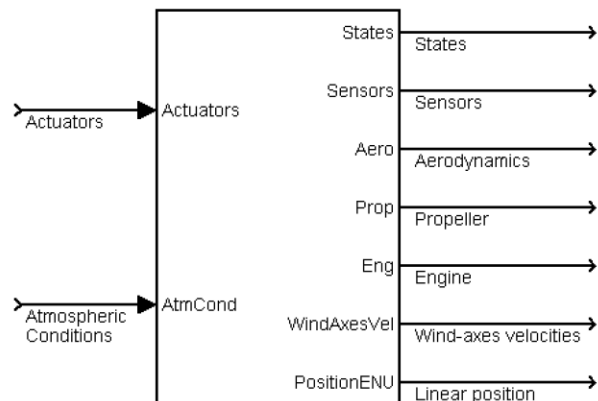 States
States
Sensors
Sensors
Actuators
Actuators
Aero
Aerodynamics
Prop
Propeller
Eng
Engine
AtmCond
Atmospheric
Conditions
WindAxesVel
Wind-axes velocities
PositionENU
Linear position